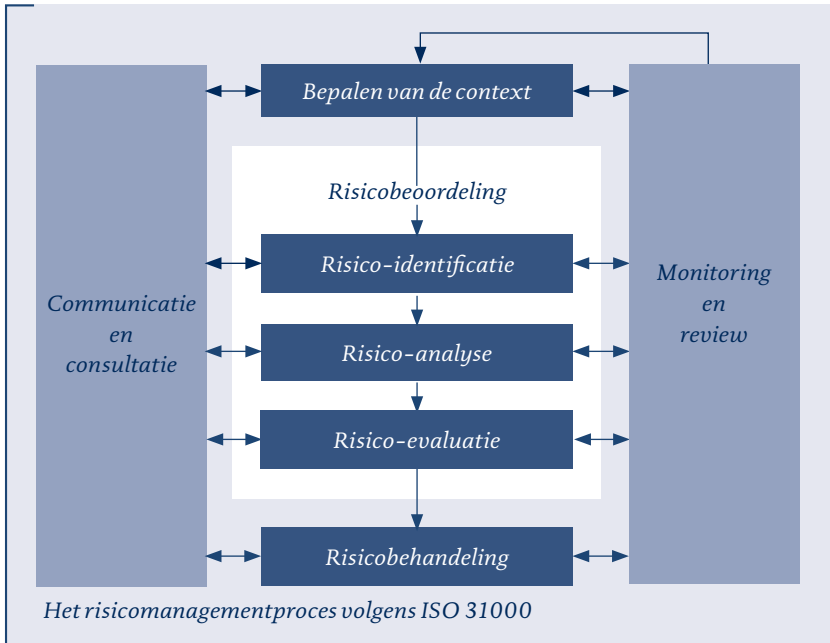 Bepalen van de context
Risicobeoordeling
Risico-identificatie
Risico-analyse
Risico-evaluatie
Risicobehandeling
Communicatie
en
consultatie
Monitoring
en
review
Het risicomanagementproces volgens ISO 31000